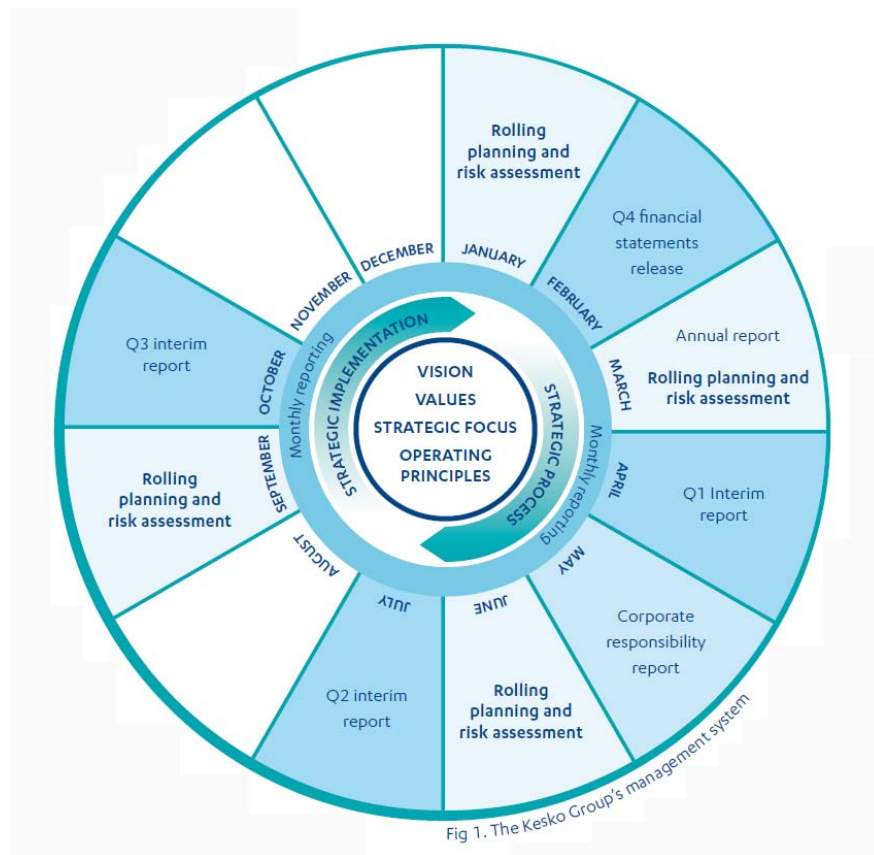 Rolling
planning and
risk assessment
Q4 financial
statements
release
Annual report
Rolling planning and
risk assessment
Q1 Interim
report
Corporate
responsibility
report
Rolling
planning and
risk assessment
Q2 interim
report
Rolling
planning and
risk assessment
Q3 interim
report
JANUARY
FEBRUARY
MARCH
APRIL
MAY
JUNE
JULY
AUGUST
SEPTEMBER
OCTOBER
NOVEMBER
DECEMBER
Monthly reporting
Monthly reporting
STRATEGIC IMPLEMENTATION
STRATEGIC PROCESS
VISION
VALUES
STRATEGIC FOCUS
OPERATING
PRINCIPLES
Fig 1. The Kesko Group's management system